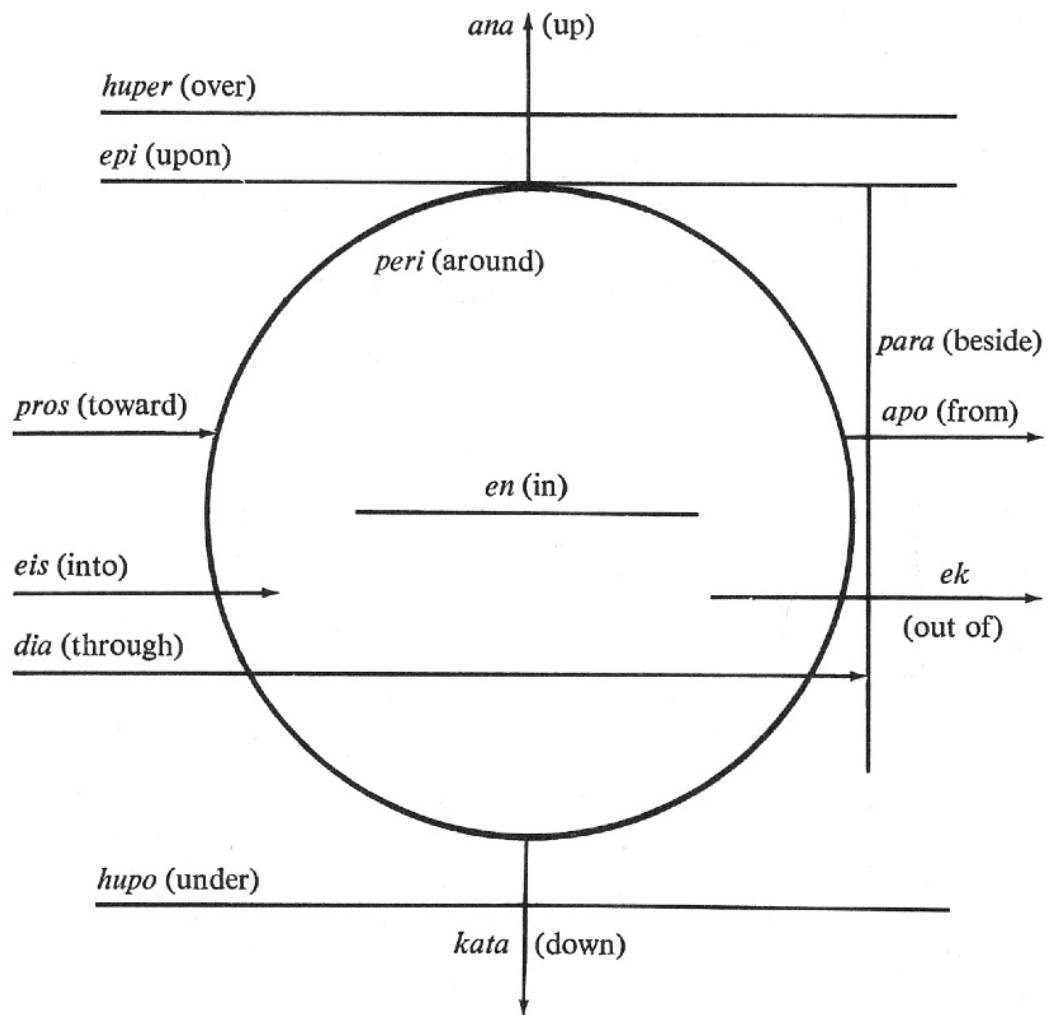 ana (up)
huper (over)
epi (upon)
peri (around)
para (beside)
pros (toward)
apo (from)
en (in)
eis (into)
ek
(out of)
dia (through)
hupo (under)
kata (down)